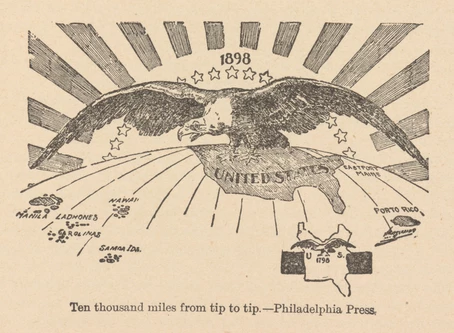 1898
UNITED STATES
EASTPORT
MAINE
MANILA
LADRONES
CAROLINAS
HAWAII
SAMOA IDS.
PORTO RICO
U S.
1798
Ten thousand miles from tip to tip.—Philadelphia Press.